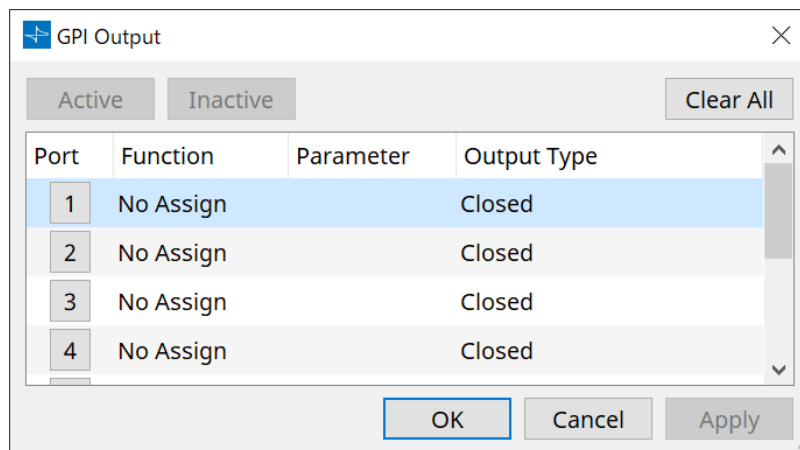 GPI Output
Active Inactive Clear All
Port Function Parameter Output Type
1 No Assign Closed
2 No Assign Closed
3 No Assign Closed
4 No Assign Closed
OK Cancel Apply